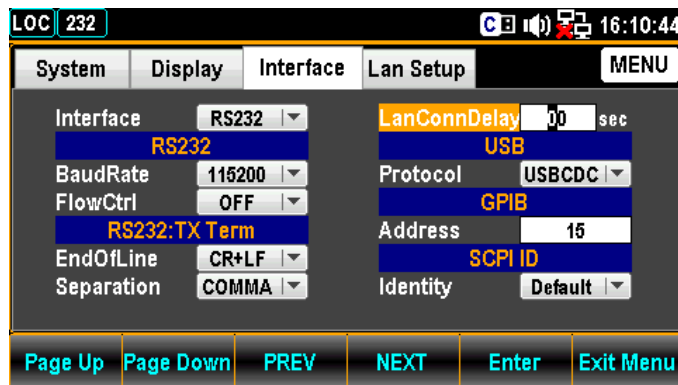 LOC 232 C 16:10:44
System Display Interface Lan Setup MENU
Interface RS232
RS232
BaudRate 115200
FlowCtrl OFF
RS232:TX Term
EndOfLine CR+LF
Separation COMMA
LanConnDelay 00 sec
USB
Protocol USBCDC
GPIB
Address 15
SCPI ID
Identity Default
Page Up Page Down PREV NEXT Enter Exit Menu